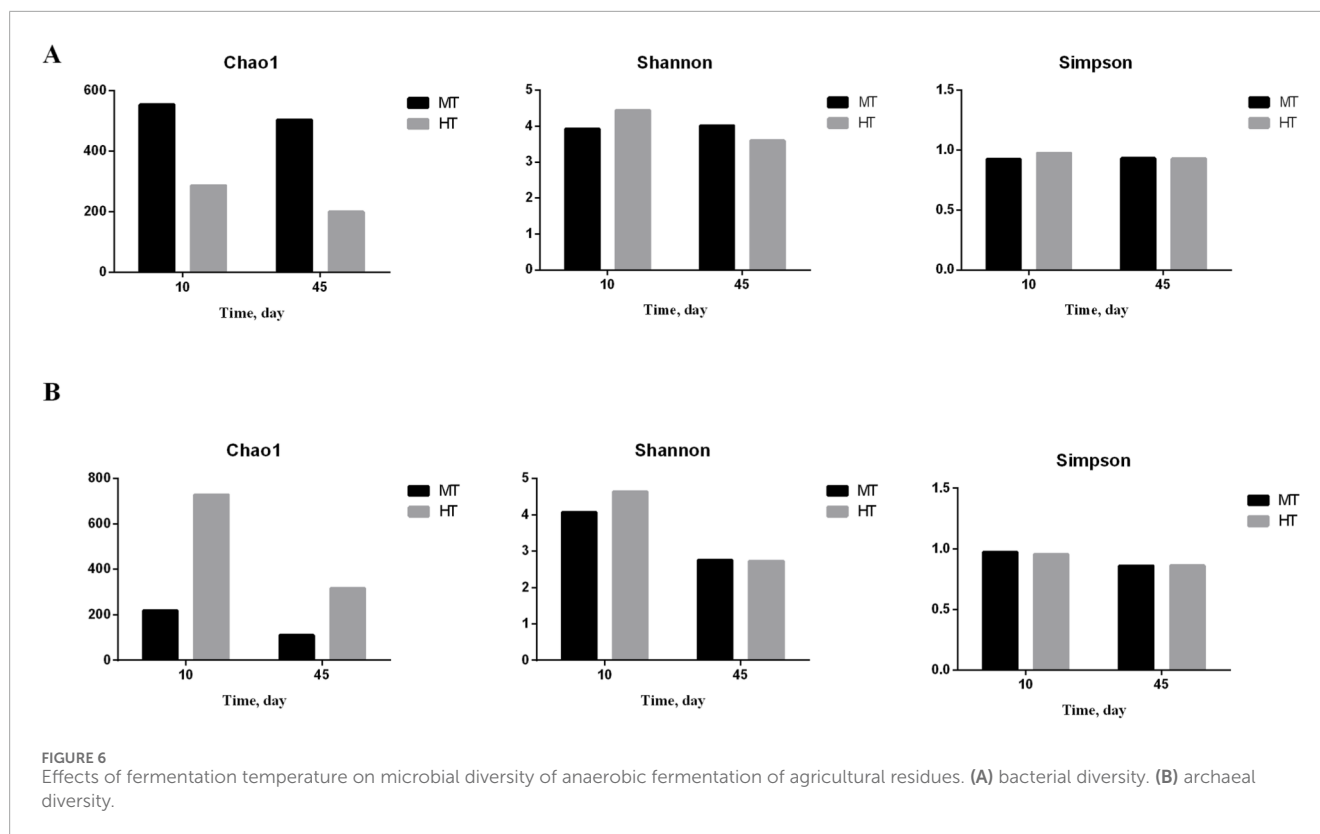 A
Chao1
600
400
200
0
10
45
Time, day
MT
HT
Shannon
5
4
3
2
1
0
10
45
Time, day
MT
HT
Simpson
1.5
1.0
0.5
0.0
10
45
Time, day
MT
HT
B
Chao1
800
600
400
200
0
10
45
Time, day
MT
HT
Shannon
5
4
3
2
1
0
10
45
Time, day
MT
HT
Simpson
1.5
1.0
0.5
0.0
10
45
Time, day
MT
HT
FIGURE 6
Effects of fermentation temperature on microbial diversity of anaerobic fermentation of agricultural residues. (A) bacterial diversity. (B) archaeal
diversity.